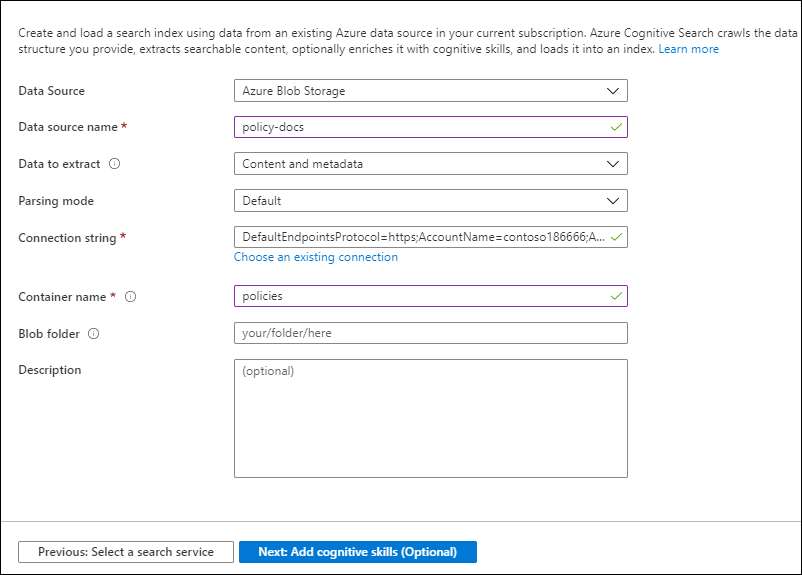 Create and load a search index using data from an existing Azure data source in your current subscription. Azure Cognitive Search crawls the data
structure you provide, extracts searchable content, optionally enriches it with cognitive skills, and loads it into an index. Learn more
Data Source
Azure Blob Storage
Data source name *
policy-docs
Data to extract
Content and metadata
Parsing mode
Default
Connection string *
DefaultEndpointsProtocol=https;AccountName=contoso186666;A...
Choose an existing connection
Container name *
policies
Blob folder
your/folder/here
Description
(optional)
Previous: Select a search service
Next: Add cognitive skills (Optional)